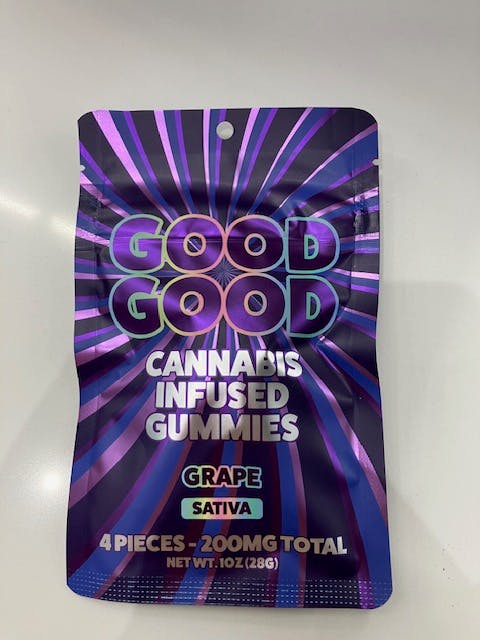 GOOD
GOOD
CANNABIS
INFUSED
GUMMIES
GRAPE
SATIVA
4 PIECES - 200MG TOTAL
NET WT. 1OZ (28G)